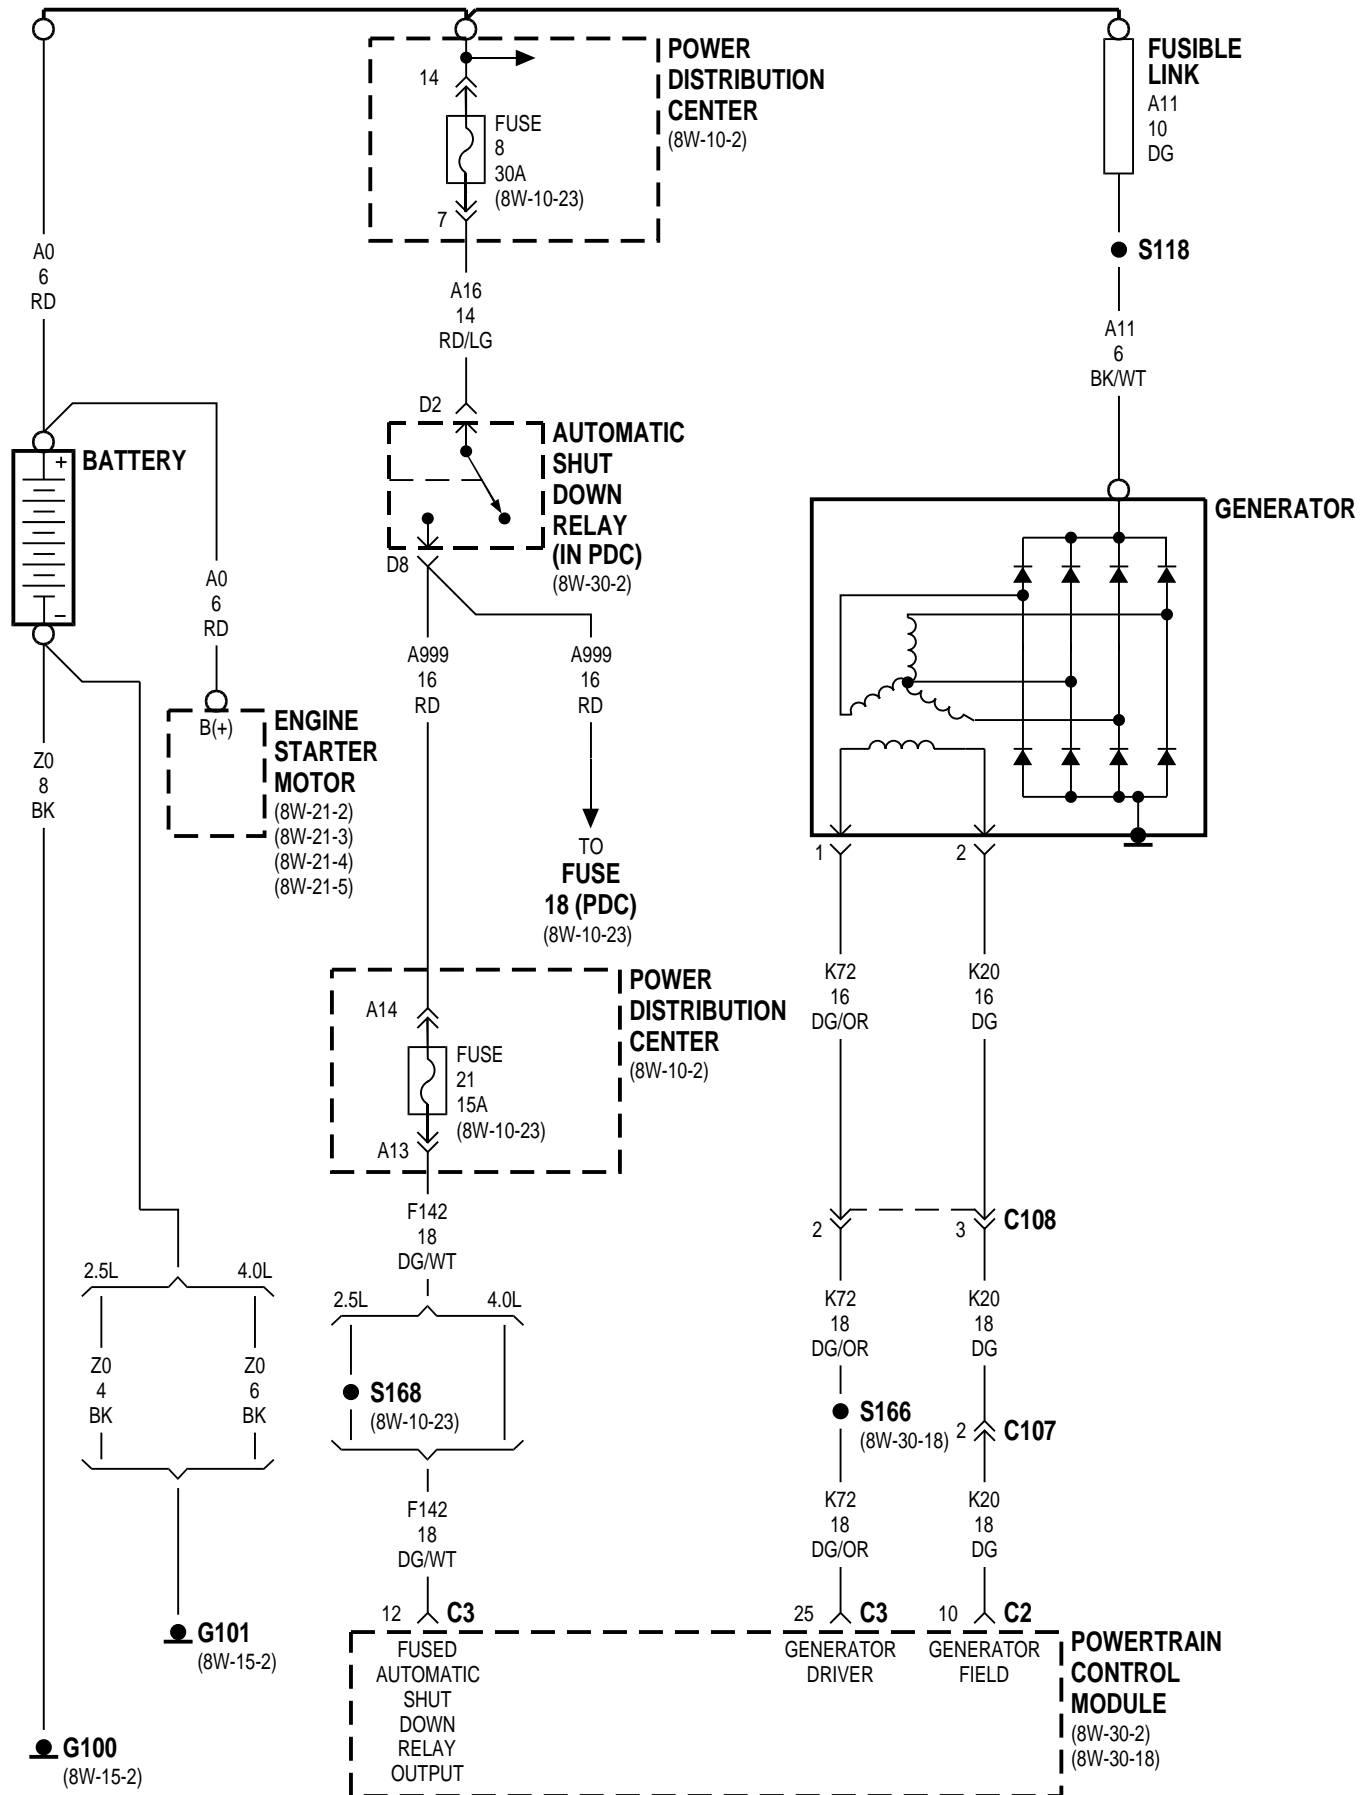 POWER
DISTRIBUTION
CENTER
(8W-10-2)
14
FUSE
8
30A
(8W-10-23)
7
FUSIBLE
LINK
A11
10
DG
S118
A11
6
BK/WT
A0
6
RD
A16
14
RD/LG
D2
AUTOMATIC
SHUT
DOWN
RELAY
(IN PDC)
(8W-30-2)
D8
+
BATTERY
–
A0
6
RD
GENERATOR
A999
16
RD
A999
16
RD
B(+)
ENGINE
STARTER
MOTOR
(8W-21-2)
(8W-21-3)
(8W-21-4)
(8W-21-5)
Z0
8
BK
TO
FUSE
18 (PDC)
(8W-10-23)
1
2
K72
16
DG/OR
K20
16
DG
POWER
DISTRIBUTION
CENTER
(8W-10-2)
A14
FUSE
21
15A
(8W-10-23)
A13
F142
18
DG/WT
2
3
C108
2.5L
4.0L
Z0
4
BK
Z0
6
BK
2.5L
4.0L
S168
(8W-10-23)
K72
18
DG/OR
K20
18
DG
S166
(8W-30-18)
2
C107
F142
18
DG/WT
K72
18
DG/OR
K20
18
DG
12
C3
25
C3
10
C2
G101
(8W-15-2)
FUSED
AUTOMATIC
SHUT
DOWN
RELAY
OUTPUT
GENERATOR
DRIVER
GENERATOR
FIELD
POWERTRAIN
CONTROL
MODULE
(8W-30-2)
(8W-30-18)
G100
(8W-15-2)